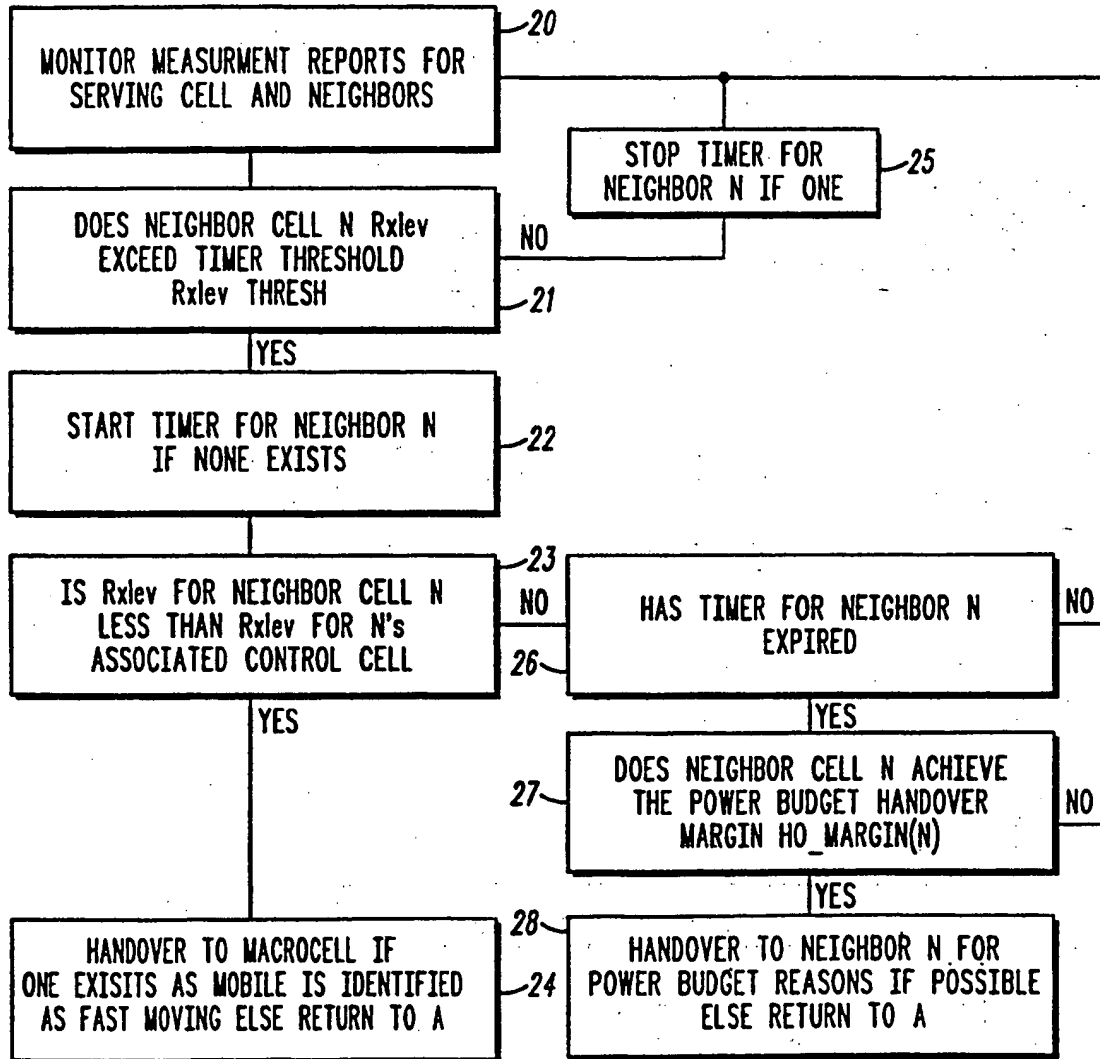 20
MONITOR MEASURMENT REPORTS FOR
SERVING CELL AND NEIGHBORS
STOP TIMER FOR
NEIGHBOR N IF ONE
25
DOES NEIGHBOR CELL N Rxlev
EXCEED TIMER THRESHOLD
Rxlev THRESH
NO
21
YES
START TIMER FOR NEIGHBOR N
IF NONE EXISTS
22
23
IS Rxlev FOR NEIGHBOR CELL N
LESS THAN Rxlev FOR N's
ASSOCIATED CONTROL CELL
NO
HAS TIMER FOR NEIGHBOR N
EXPIRED
26
NO
YES
YES
DOES NEIGHBOR CELL N ACHIEVE
THE POWER BUDGET HANDOVER
MARGIN HO_MARGIN(N)
27
NO
YES
HANDOVER TO MACROCELL IF
ONE EXISITS AS MOBILE IS IDENTIFIED
AS FAST MOVING ELSE RETURN TO A
24
28
HANDOVER TO NEIGHBOR N FOR
POWER BUDGET REASONS IF POSSIBLE
ELSE RETURN TO A